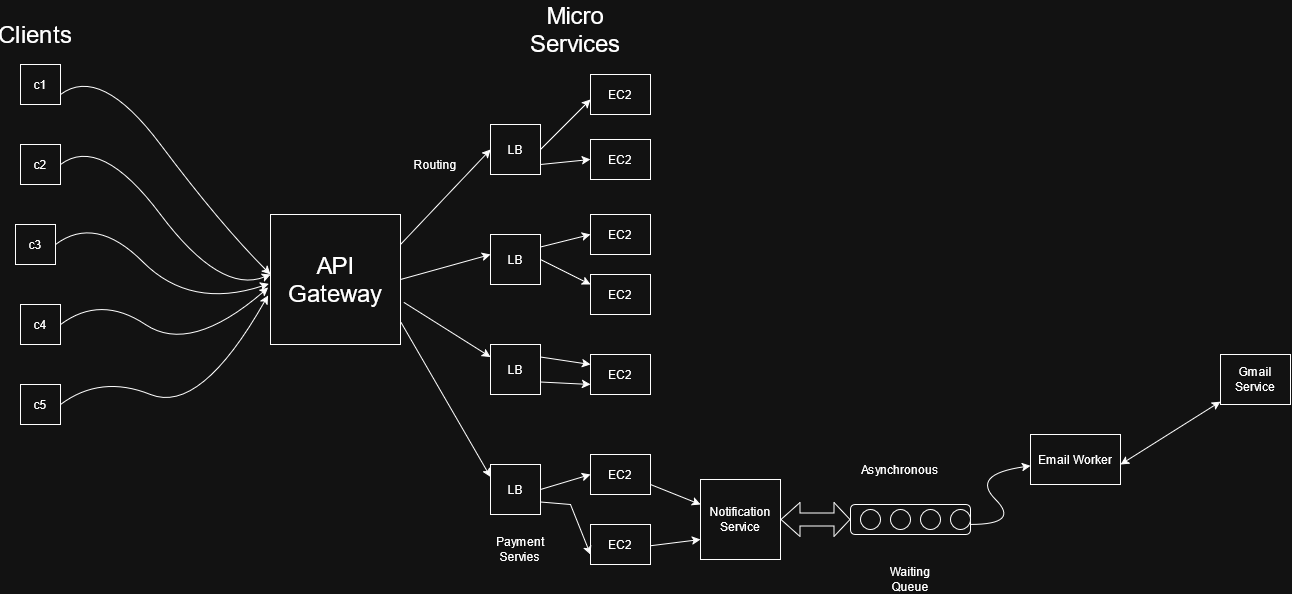 Clients
Micro
Services
c1
c2
c3
c4
c5
API
Gateway
Routing
LB
EC2
EC2
LB
EC2
EC2
LB
EC2
LB
EC2
EC2
Payment
Servies
Notification
Service
Asynchronous
Waiting
Queue
Email Worker
Gmail
Service